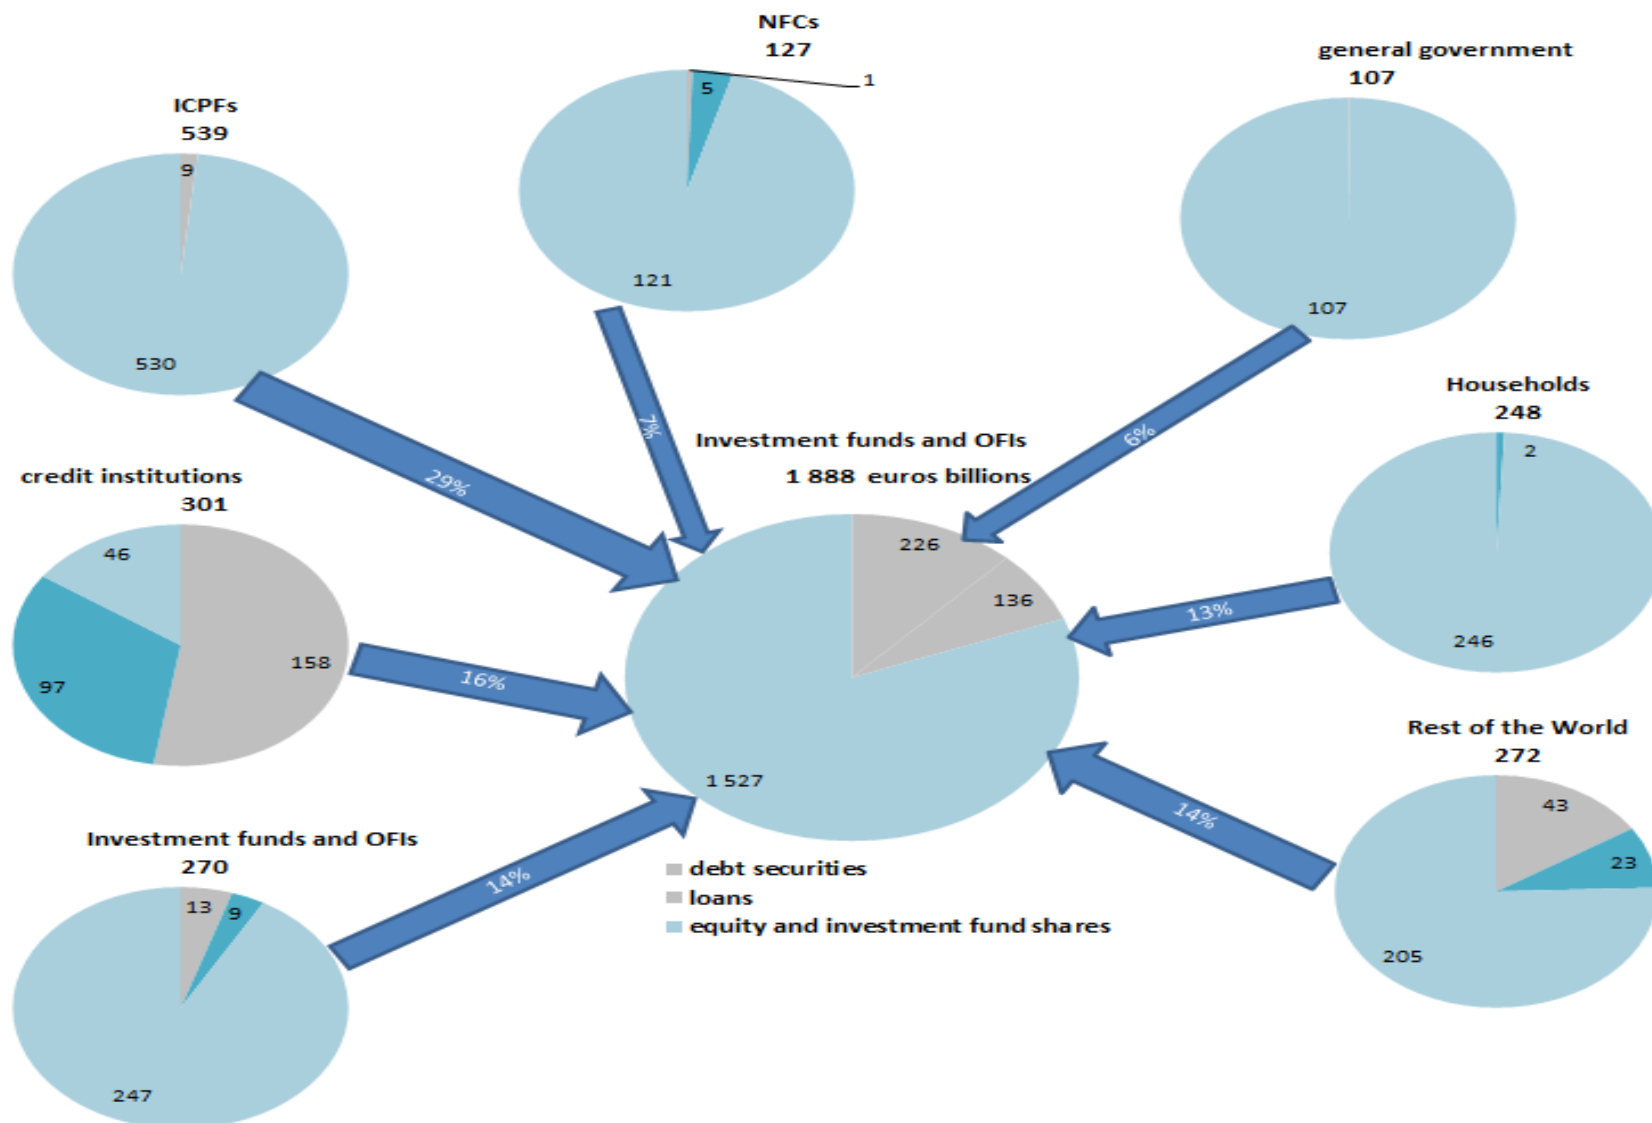 NFCs
127
1
5
121
general government
107
107
ICPFs
539
9
530
7%
6%
29%
Households
248
2
246
Investment funds and OFIs
1 888 euros billions
226
136
1 527
credit institutions
301
46
97
158
16%
13%
Rest of the World
272
43
23
205
14%
Investment funds and OFIs
270
13
9
247
14%
debt securities
loans
equity and investment fund shares